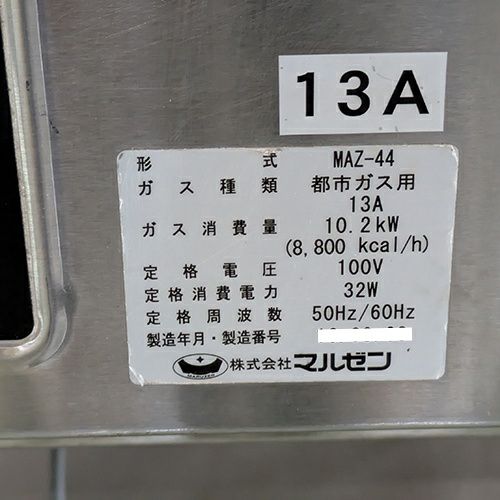 13A
形式 MAZ-44
ガス種類 都市ガス用
13A
ガス消費量 10.2kW
(8,800 kcal/h)
定格電圧 100V
定格消費電力 32W
定格周波数 50Hz/60Hz
製造年月・製造番号
MARUZEN 株式会社マルゼン